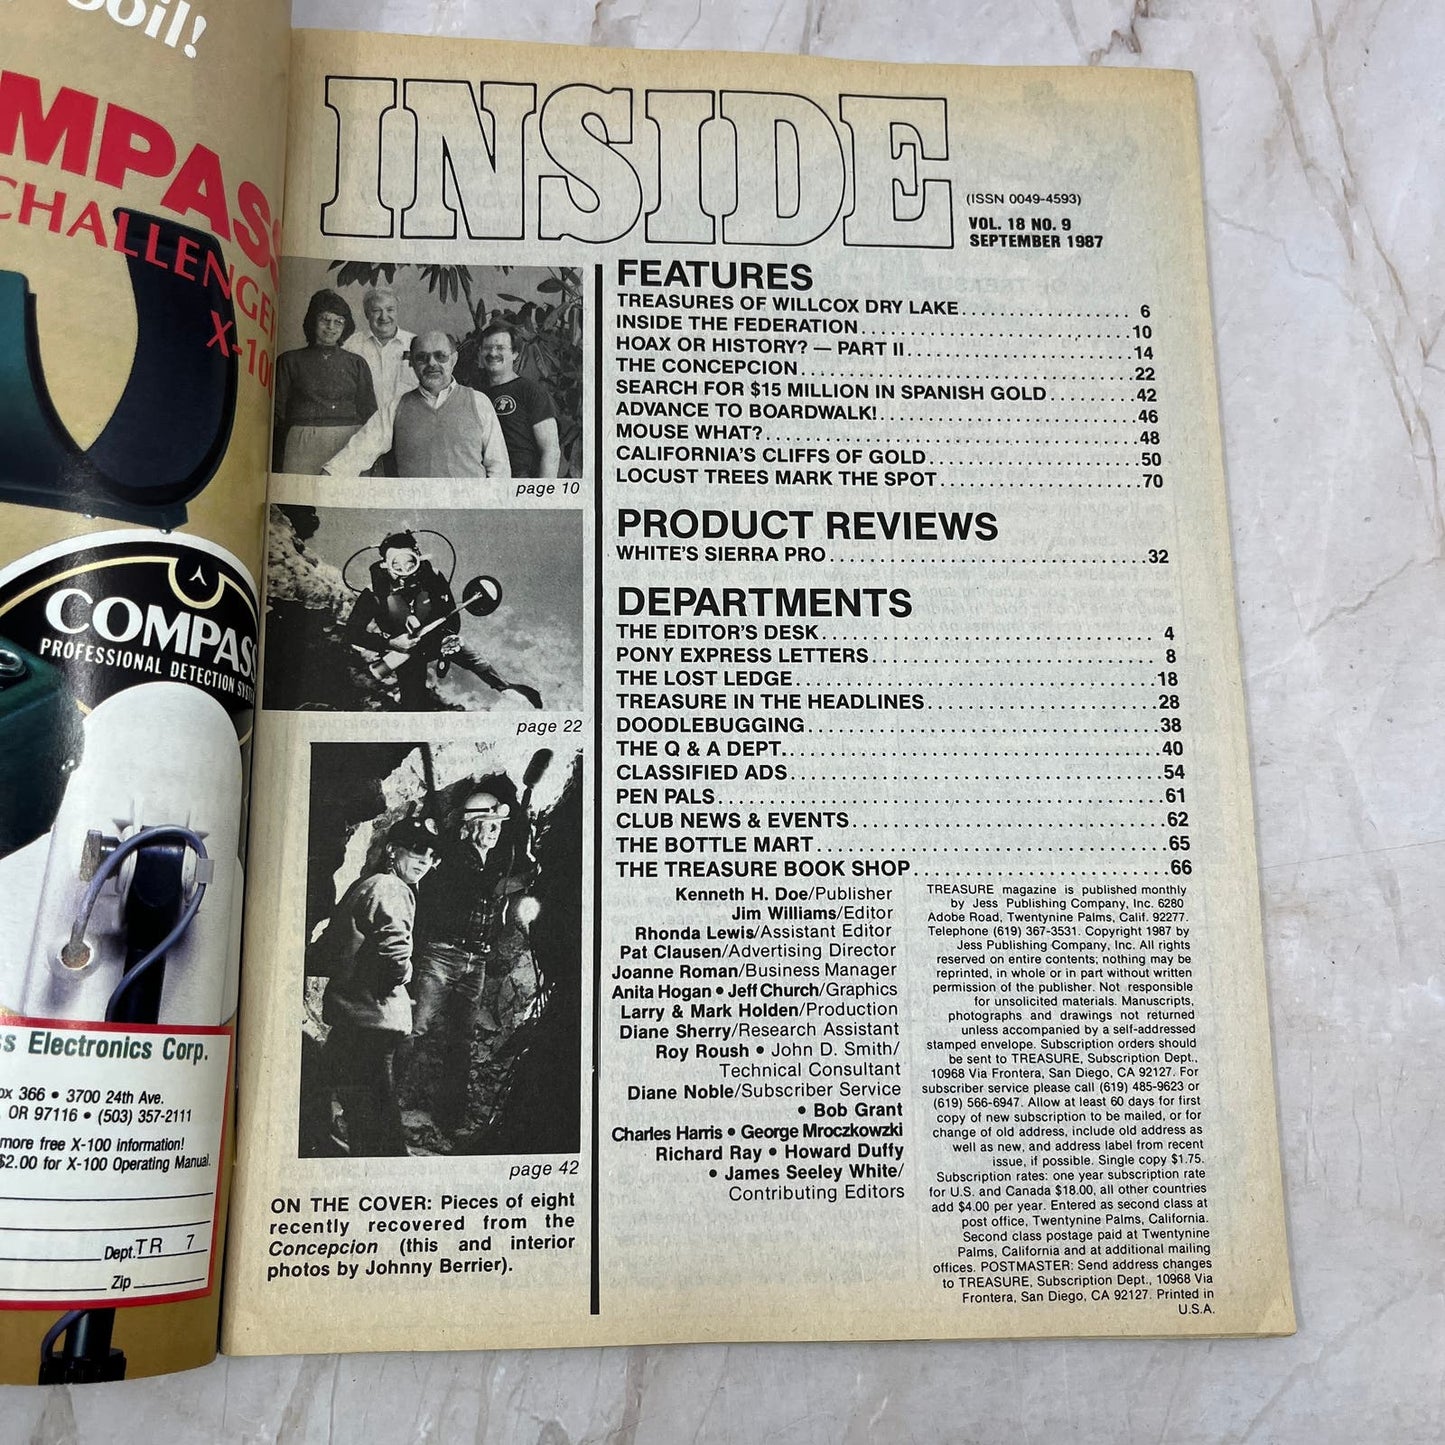 soil!
MPASS
CHALLENGER
X-100
COMPASS
PROFESSIONAL DETECTION
ss Electronics Corp.
ox 366 • 3700 24th Ave.
OR 97116 • (503) 357-2111
more free X-100 information!
$2.00 for X-100 Operating Manual.
Dept. TR 7
Zip
INSIDE
(ISSN 0049-4593)
VOL. 18 NO. 9
SEPTEMBER 1987
page 10
page 22
page 42
ON THE COVER: Pieces of eight
recently recovered from the
Concepcion (this and interior
photos by Johnny Berrier).
FEATURES
TREASURES OF WILLCOX DRY LAKE 6
INSIDE THE FEDERATION 10
HOAX OR HISTORY? — PART II 14
THE CONCEPCION 22
SEARCH FOR $15 MILLION IN SPANISH GOLD 42
ADVANCE TO BOARDWALK! 46
MOUSE WHAT? 48
CALIFORNIA'S CLIFFS OF GOLD 50
LOCUST TREES MARK THE SPOT 70
PRODUCT REVIEWS
WHITE'S SIERRA PRO 32
DEPARTMENTS
THE EDITOR'S DESK 4
PONY EXPRESS LETTERS 8
THE LOST LEDGE 18
TREASURE IN THE HEADLINES 28
DOODLEBUGGING 38
THE Q & A DEPT. 40
CLASSIFIED ADS 54
PEN PALS 61
CLUB NEWS & EVENTS 62
THE BOTTLE MART 65
THE TREASURE BOOK SHOP 66
Kenneth H. Doe/Publisher
Jim Williams/Editor
Rhonda Lewis/Assistant Editor
Pat Clausen/Advertising Director
Joanne Roman/Business Manager
Anita Hogan • Jeff Church/Graphics
Larry & Mark Holden/Production
Diane Sherry/Research Assistant
Roy Roush • John D. Smith/
Technical Consultant
Diane Noble/Subscriber Service
• Bob Grant
Charles Harris • George Mroczkowzki
Richard Ray • Howard Duffy
• James Seeley White/
Contributing Editors
TREASURE magazine is published monthly
by Jess Publishing Company, Inc. 6280
Adobe Road, Twentynine Palms, Calif. 92277.
Telephone (619) 367-3531. Copyright 1987 by
Jess Publishing Company, Inc. All rights
reserved on entire contents; nothing may be
reprinted, in whole or in part without written
permission of the publisher. Not responsible
for unsolicited materials. Manuscripts,
photographs and drawings not returned
unless accompanied by a self-addressed
stamped envelope. Subscription orders should
be sent to TREASURE, Subscription Dept.,
10968 Via Frontera, San Diego, CA 92127. For
subscriber service please call (619) 485-9623 or
(619) 566-6947. Allow at least 60 days for first
copy of new subscription to be mailed, or for
change of old address, include old address as
well as new, and address label from recent
issue, if possible. Single copy $1.75.
Subscription rates: one year subscription rate
for U.S. and Canada $18.00, all other countries
add $4.00 per year. Entered as second class at
post office, Twentynine Palms, California.
Second class postage paid at Twentynine
Palms, California and at additional mailing
offices. POSTMASTER: Send address changes
to TREASURE, Subscription Dept., 10968 Via
Frontera, San Diego, CA 92127. Printed in
U.S.A.